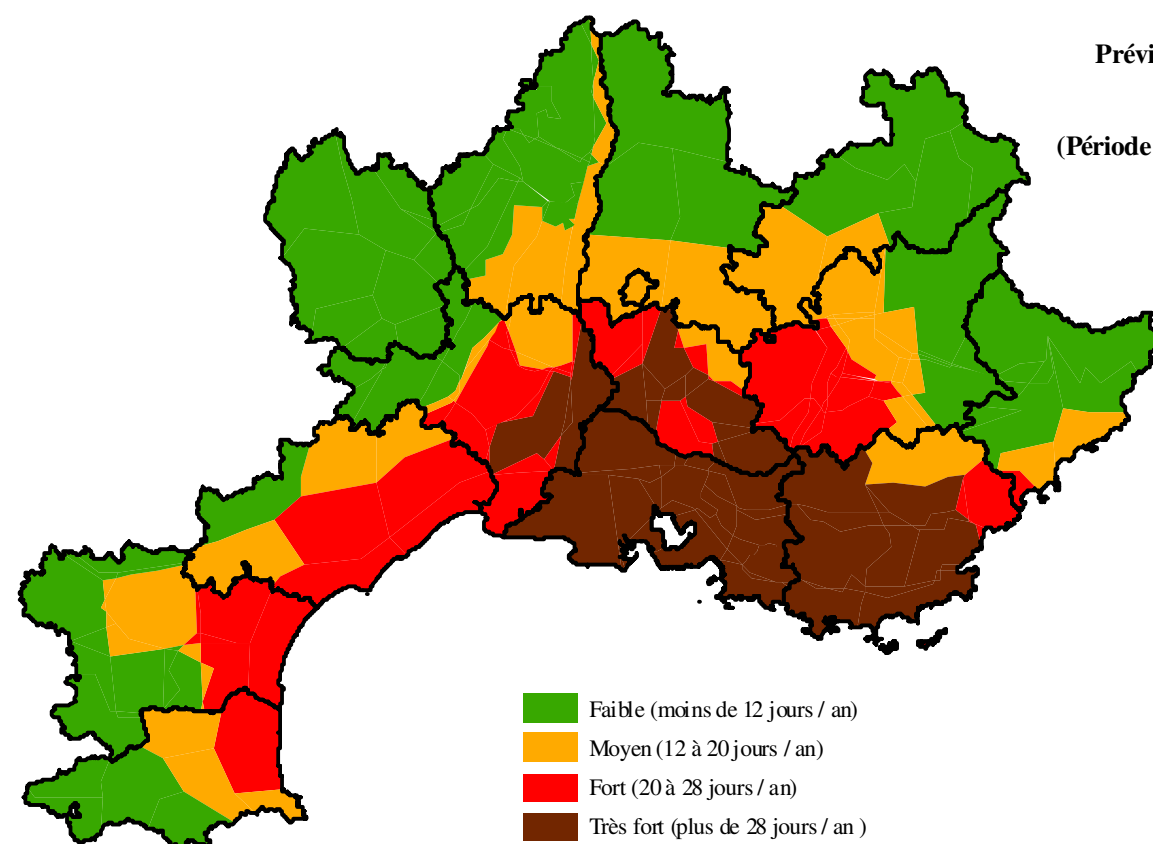 Prévi
(Période
Faible (moins de 12 jours / an)
Moyen (12 à 20 jours / an)
Fort (20 à 28 jours / an)
Très fort (plus de 28 jours / an )